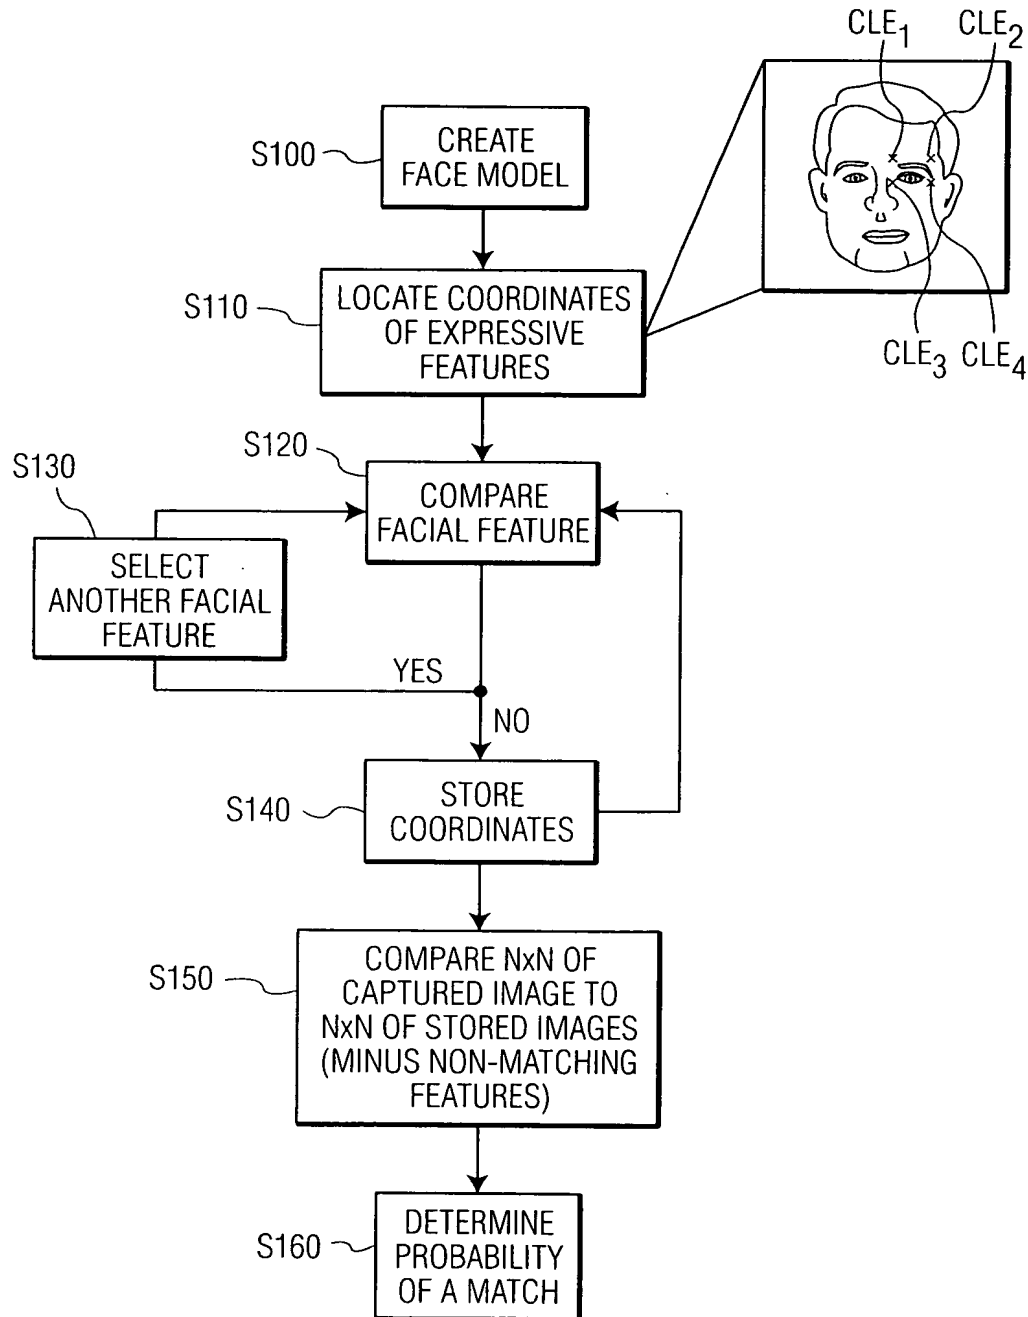 CLE1 CLE2
S100
CREATE
FACE MODEL
S110
LOCATE COORDINATES
OF EXPRESSIVE
FEATURES
CLE3 CLE4
S120
COMPARE
FACIAL FEATURE
S130
SELECT
ANOTHER FACIAL
FEATURE
YES
NO
S140
STORE
COORDINATES
S150
COMPARE NxN OF
CAPTURED IMAGE TO
NxN OF STORED IMAGES
(MINUS NON-MATCHING
FEATURES)
S160
DETERMINE
PROBABILITY
OF A MATCH